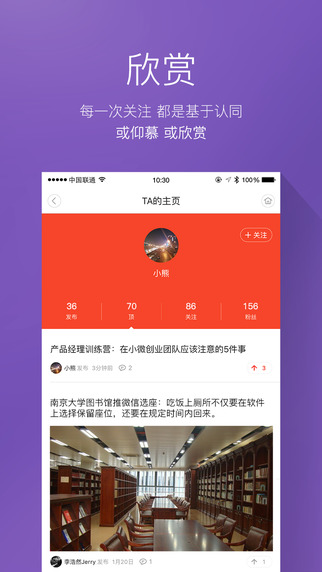 欣赏
每一次关注 都是基于认同
或仰慕 或欣赏
中国联通 10:30 100%
TA的主页
+ 关注
小熊
36 70 86 156
发布 顶 关注 粉丝
产品经理训练营：在小微创业团队应该注意的5件事
小熊 发布 3分钟前 2 3
南京大学图书馆推微信选座：吃饭上厕所不仅要在软件
上选择保留座位，还要在规定时间内回来。
李浩然Jerry 发布 1月20日 1 1